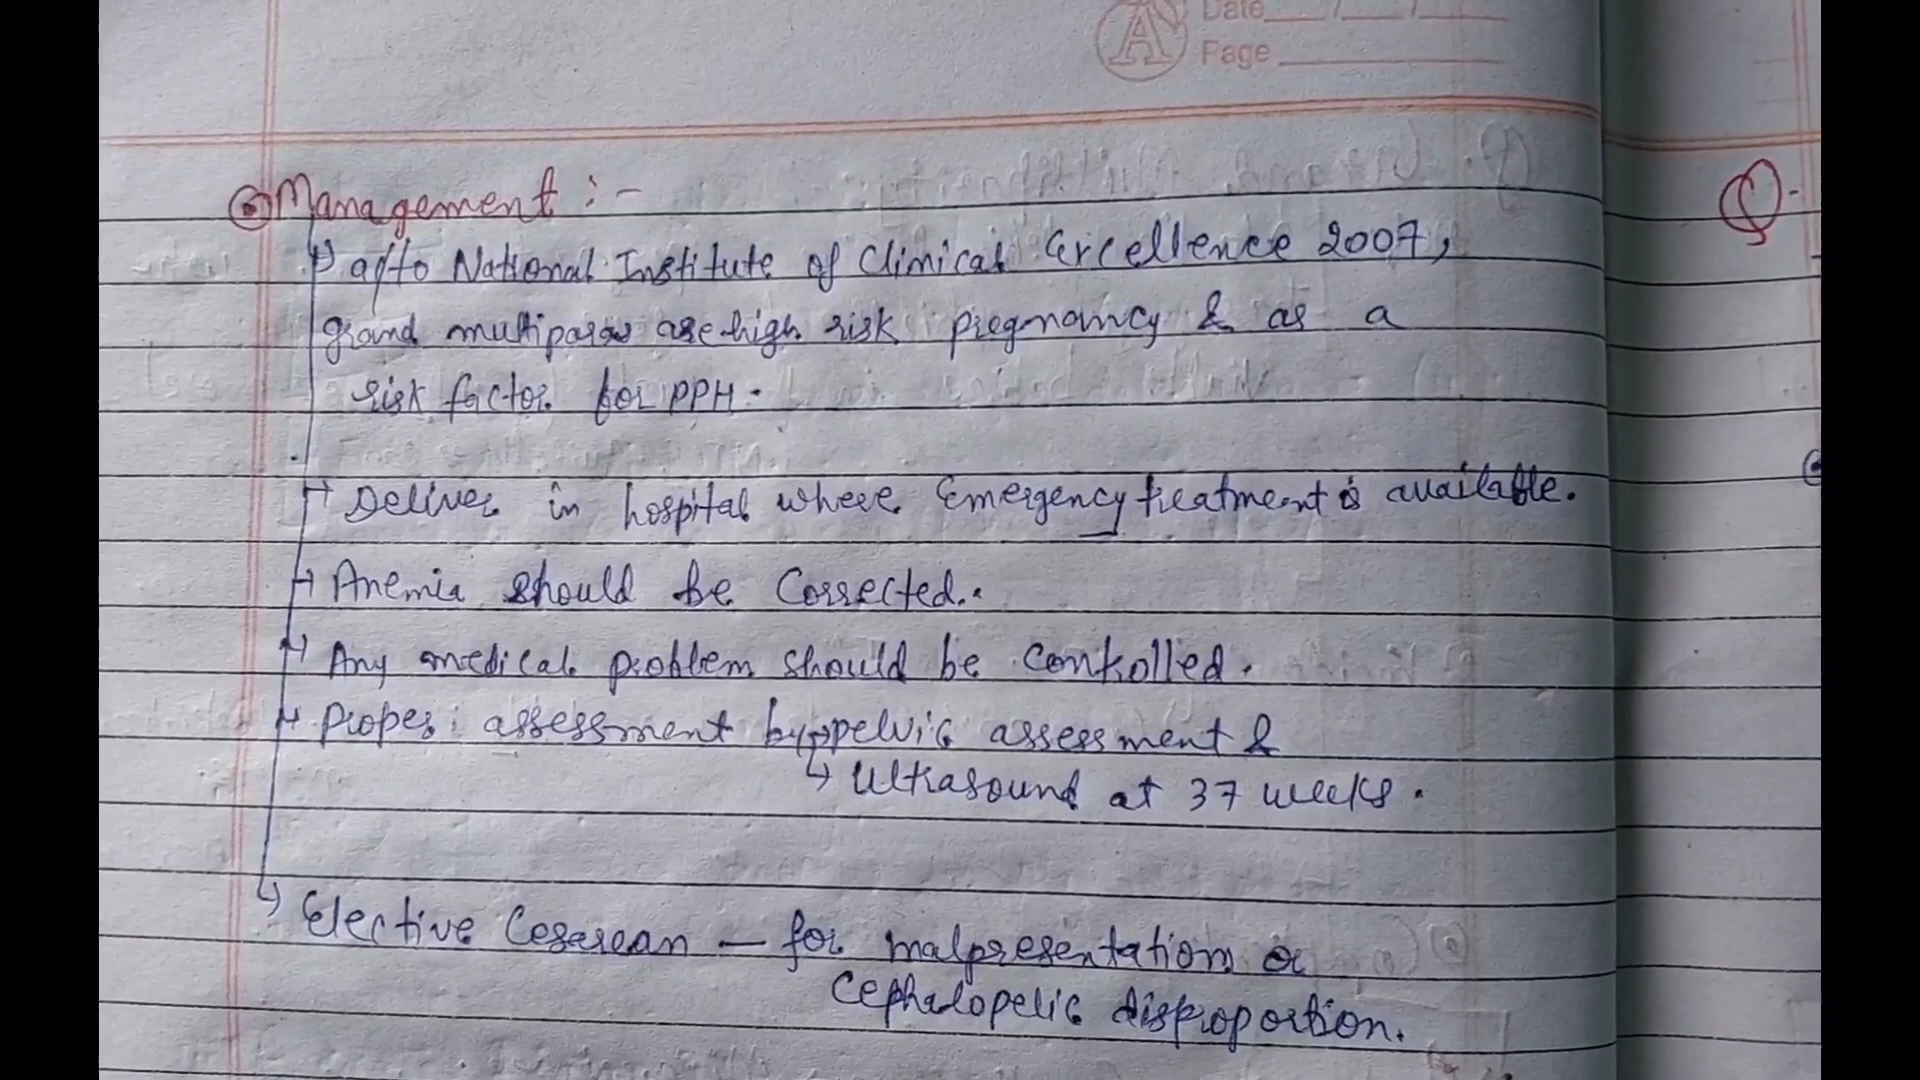 Date / /
Page
⑥ Management :-
↳ a/to National Institute of Clinical Excellence 2007,
grand multiparas are high risk pregnancy & as a
risk factor for PPH.
→ Deliver in hospital where Emergency treatment is available.
→ Anemia should be Corrected.
→ Any medical problem should be controlled.
→ Proper assessment by → pelvic assessment &
↳ Ultrasound at 37 weeks.
↳ Elective Cesarean — for malpresentation or
Cephalopelic disproportion.
Q.